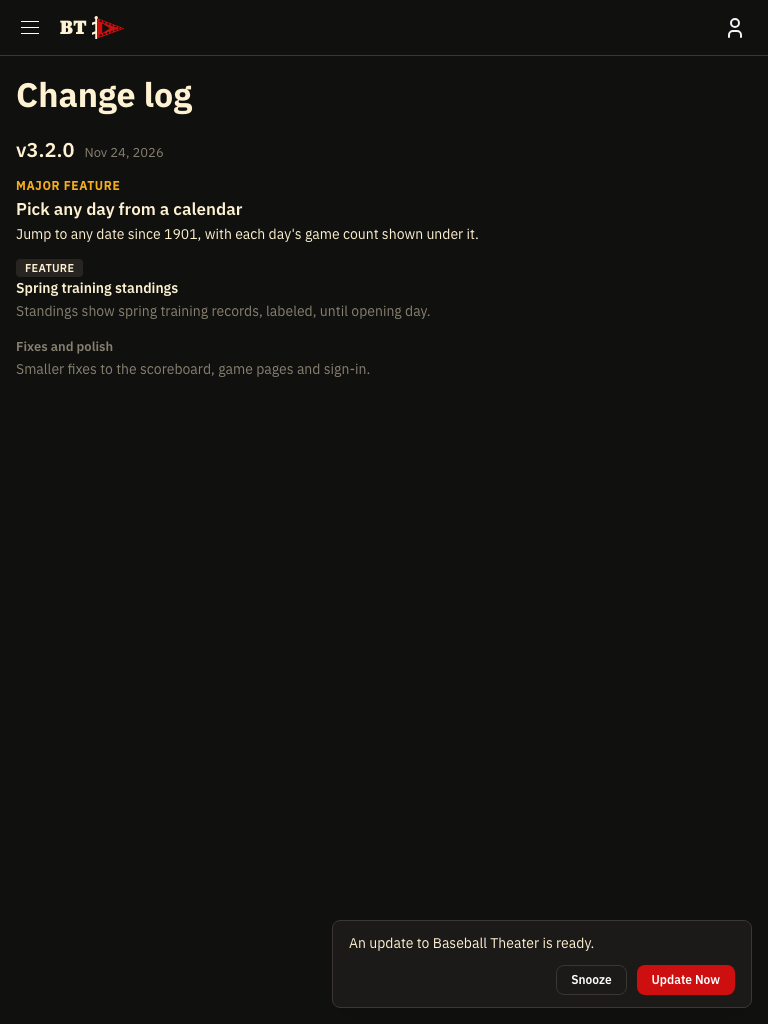 BT
Change log
v3.2.0 Nov 24, 2026
MAJOR FEATURE
Pick any day from a calendar
Jump to any date since 1901, with each day's game count shown under it.
FEATURE
Spring training standings
Standings show spring training records, labeled, until opening day.
Fixes and polish
Smaller fixes to the scoreboard, game pages and sign-in.
An update to Baseball Theater is ready.
Snooze Update Now